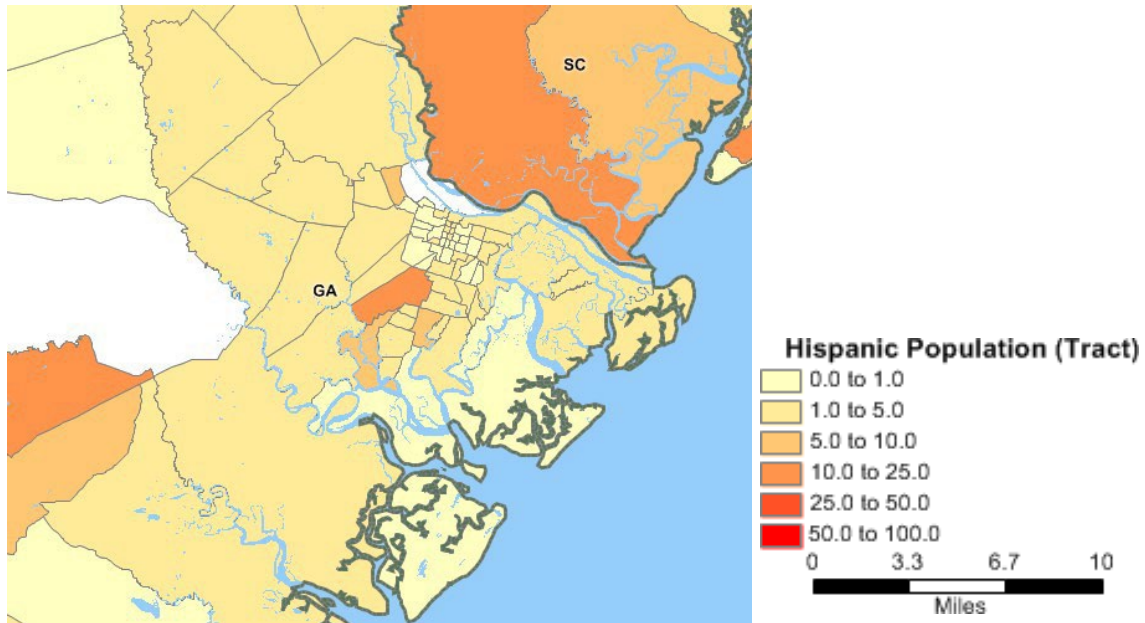 SC
GA
Hispanic Population (Tract)
0.0 to 1.0
1.0 to 5.0
5.0 to 10.0
10.0 to 25.0
25.0 to 50.0
50.0 to 100.0
0 3.3 6.7 10
Miles